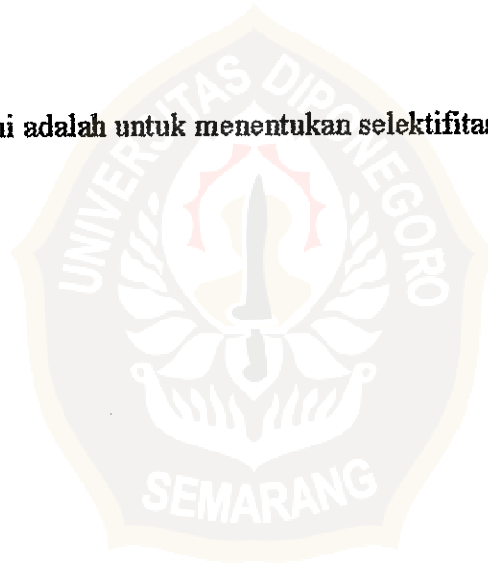 UNIVERSITAS DIPONEGORO
ni adalah untuk menentukan selektifitas
SEMARANG